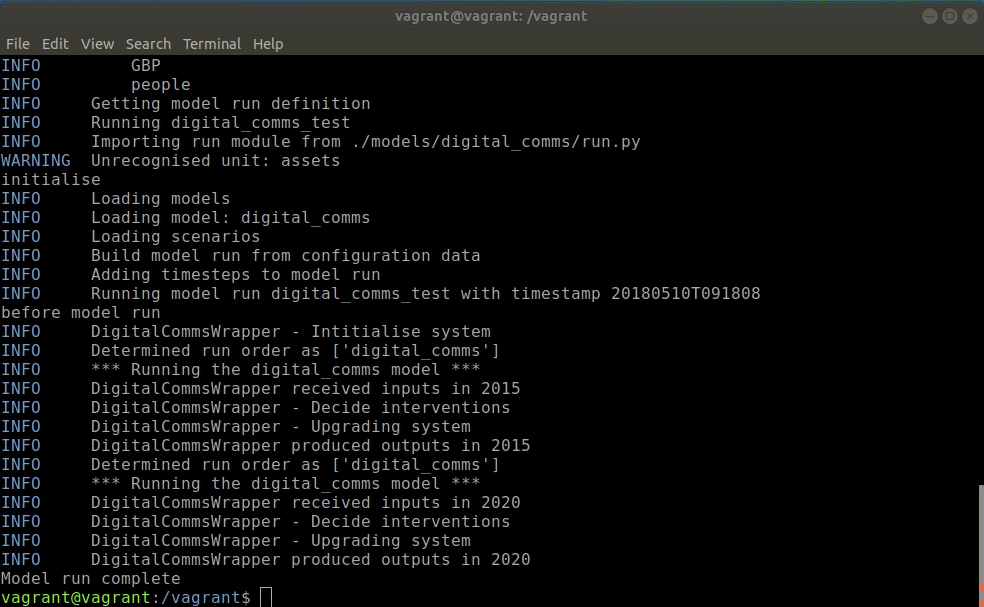 vagrant@vagrant: /vagrant
File Edit View Search Terminal Help
INFO GBP
INFO people
INFO Getting model run definition
INFO Running digital_comms_test
INFO Importing run module from ./models/digital_comms/run.py
WARNING Unrecognised unit: assets
initialise
INFO Loading models
INFO Loading model: digital_comms
INFO Loading scenarios
INFO Build model run from configuration data
INFO Adding timesteps to model run
INFO Running model run digital_comms_test with timestamp 20180510T091808
before model run
INFO DigitalCommsWrapper - Intitialise system
INFO Determined run order as ['digital_comms']
INFO *** Running the digital_comms model ***
INFO DigitalCommsWrapper received inputs in 2015
INFO DigitalCommsWrapper - Decide interventions
INFO DigitalCommsWrapper - Upgrading system
INFO DigitalCommsWrapper produced outputs in 2015
INFO Determined run order as ['digital_comms']
INFO *** Running the digital_comms model ***
INFO DigitalCommsWrapper received inputs in 2020
INFO DigitalCommsWrapper - Decide interventions
INFO DigitalCommsWrapper - Upgrading system
INFO DigitalCommsWrapper produced outputs in 2020
Model run complete
vagrant@vagrant:/vagrant$